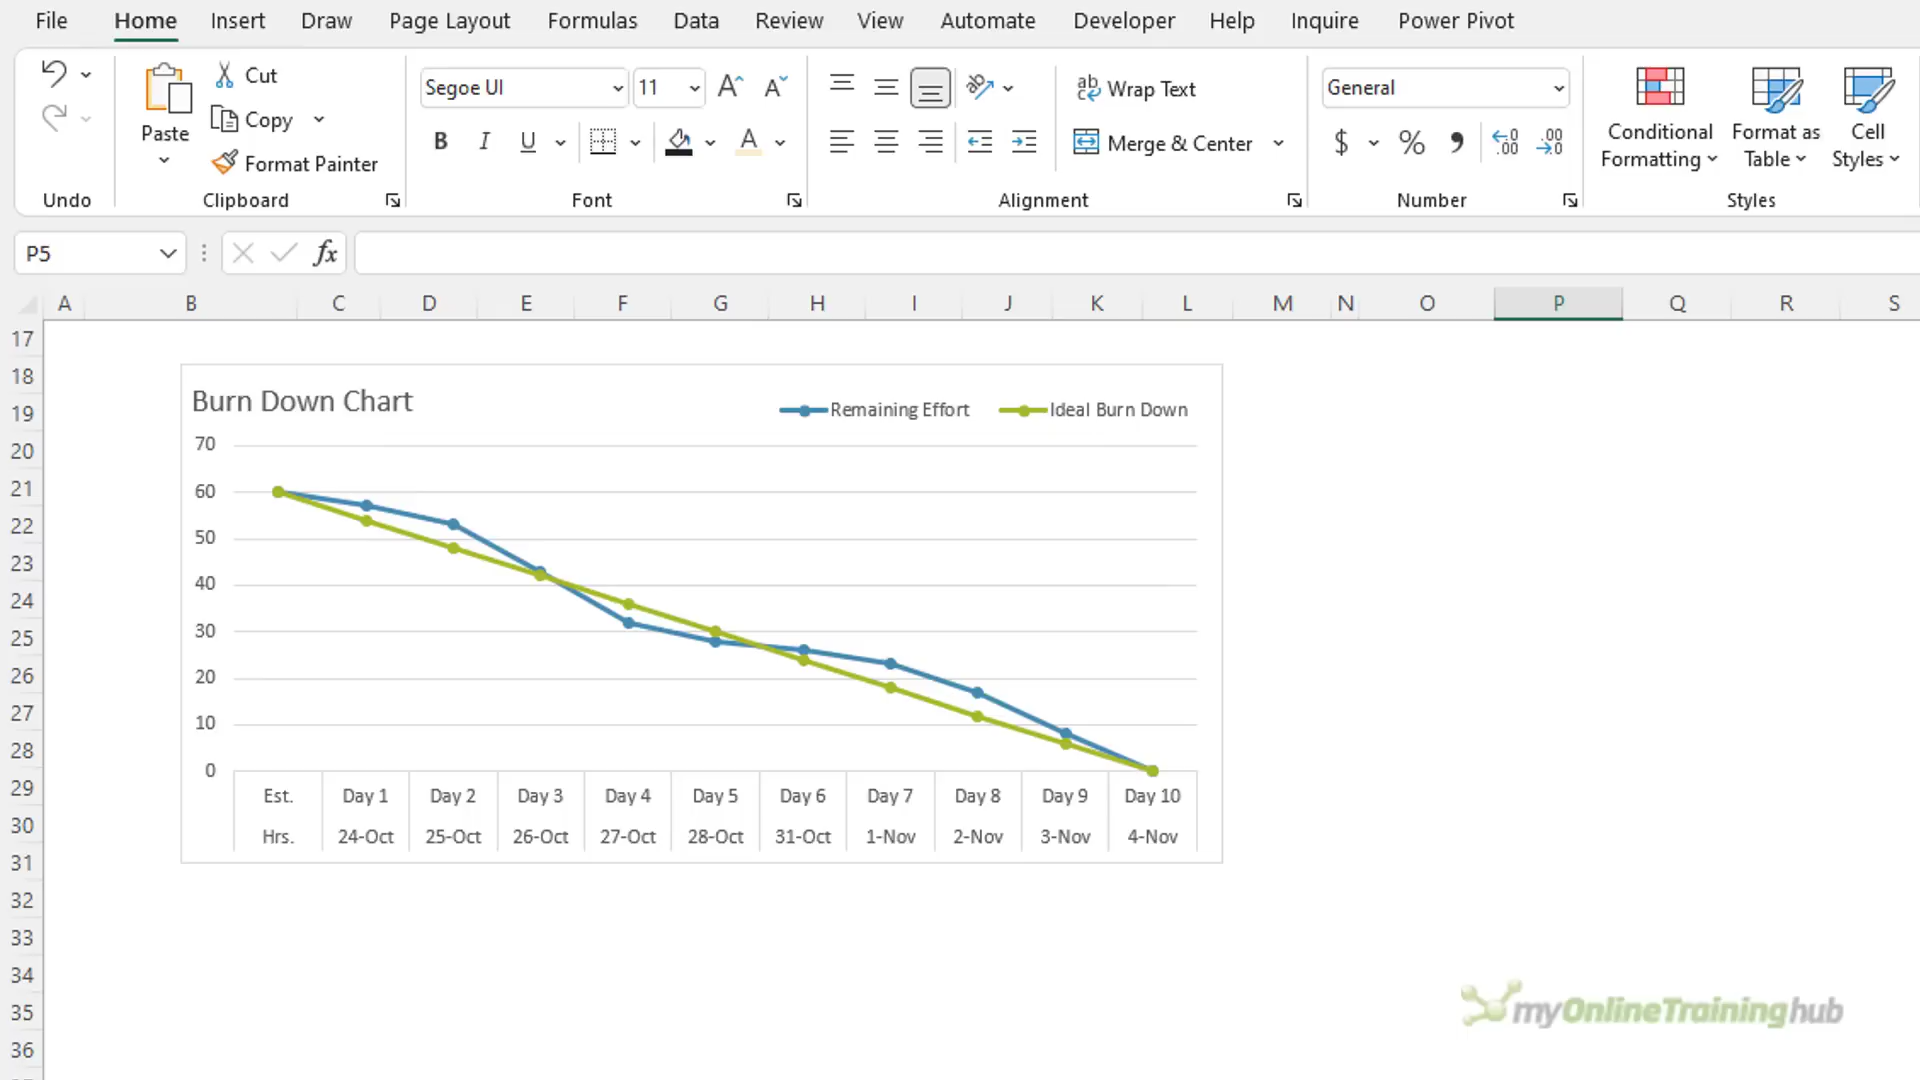 File Home Insert Draw Page Layout Formulas Data Review View Automate Developer Help Inquire Power Pivot
Paste
Cut
Copy
Format Painter
Segoe UI 11
B I U A
ab Wrap Text
Merge & Center
General
$ % 9
Conditional Formatting
Format as Table
Cell Styles
Undo Clipboard Font Alignment Number Styles
P5 fx
A B C D E F G H I J K L M N O P Q R S
17
18
19
20
21
22
23
24
25
26
27
28
29
30
31
32
33
34
35
36
Burn Down Chart
Remaining Effort Ideal Burn Down
70
60
50
40
30
20
10
0
Est. Day 1 Day 2 Day 3 Day 4 Day 5 Day 6 Day 7 Day 8 Day 9 Day 10
Hrs. 24-Oct 25-Oct 26-Oct 27-Oct 28-Oct 31-Oct 1-Nov 2-Nov 3-Nov 4-Nov
myOnlineTraininghub